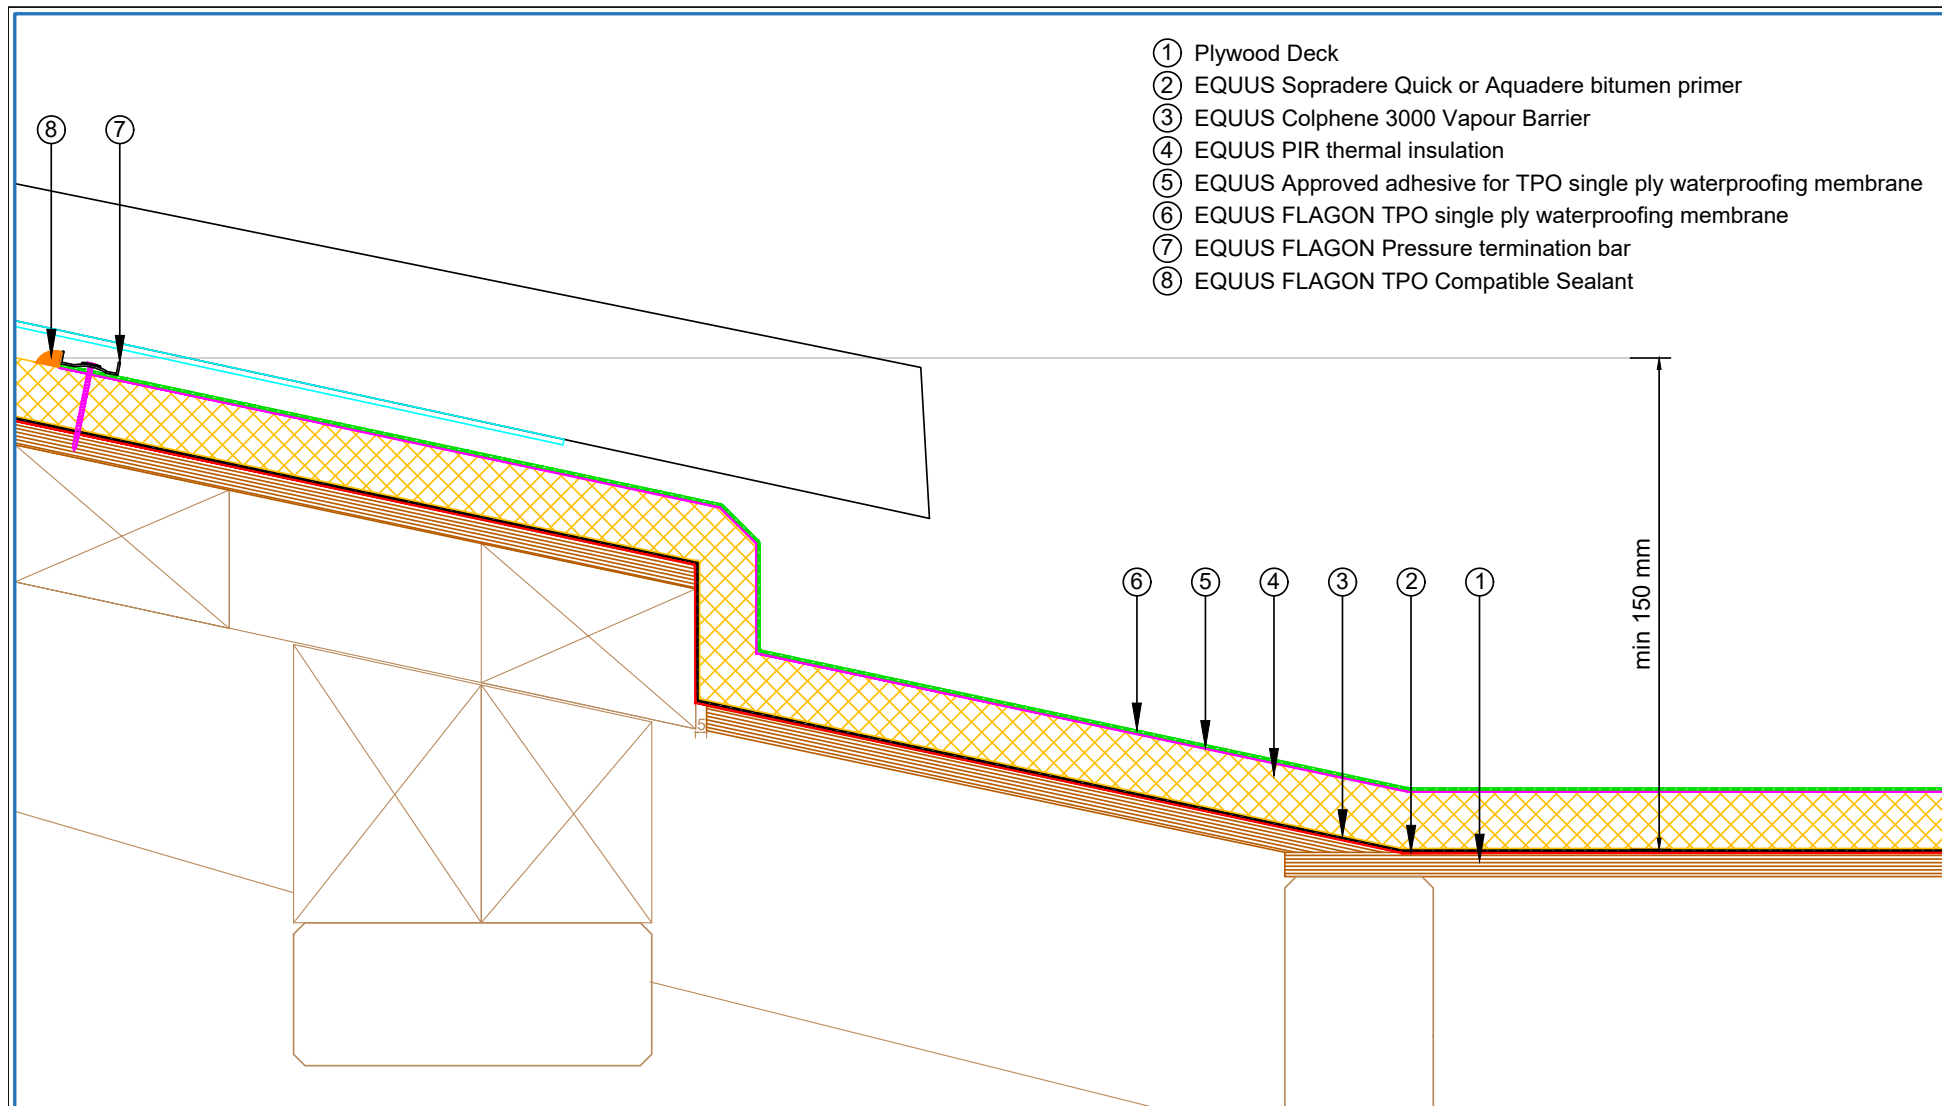 1 Plywood Deck
2 EQUUS Sopradere Quick or Aquadere bitumen primer
3 EQUUS Colphene 3000 Vapour Barrier
4 EQUUS PIR thermal insulation
5 EQUUS Approved adhesive for TPO single ply waterproofing membrane
6 EQUUS FLAGON TPO single ply waterproofing membrane
7 EQUUS FLAGON Pressure termination bar
8 EQUUS FLAGON TPO Compatible Sealant
8 7
6 5 4 3 2 1
min 150 mm
5